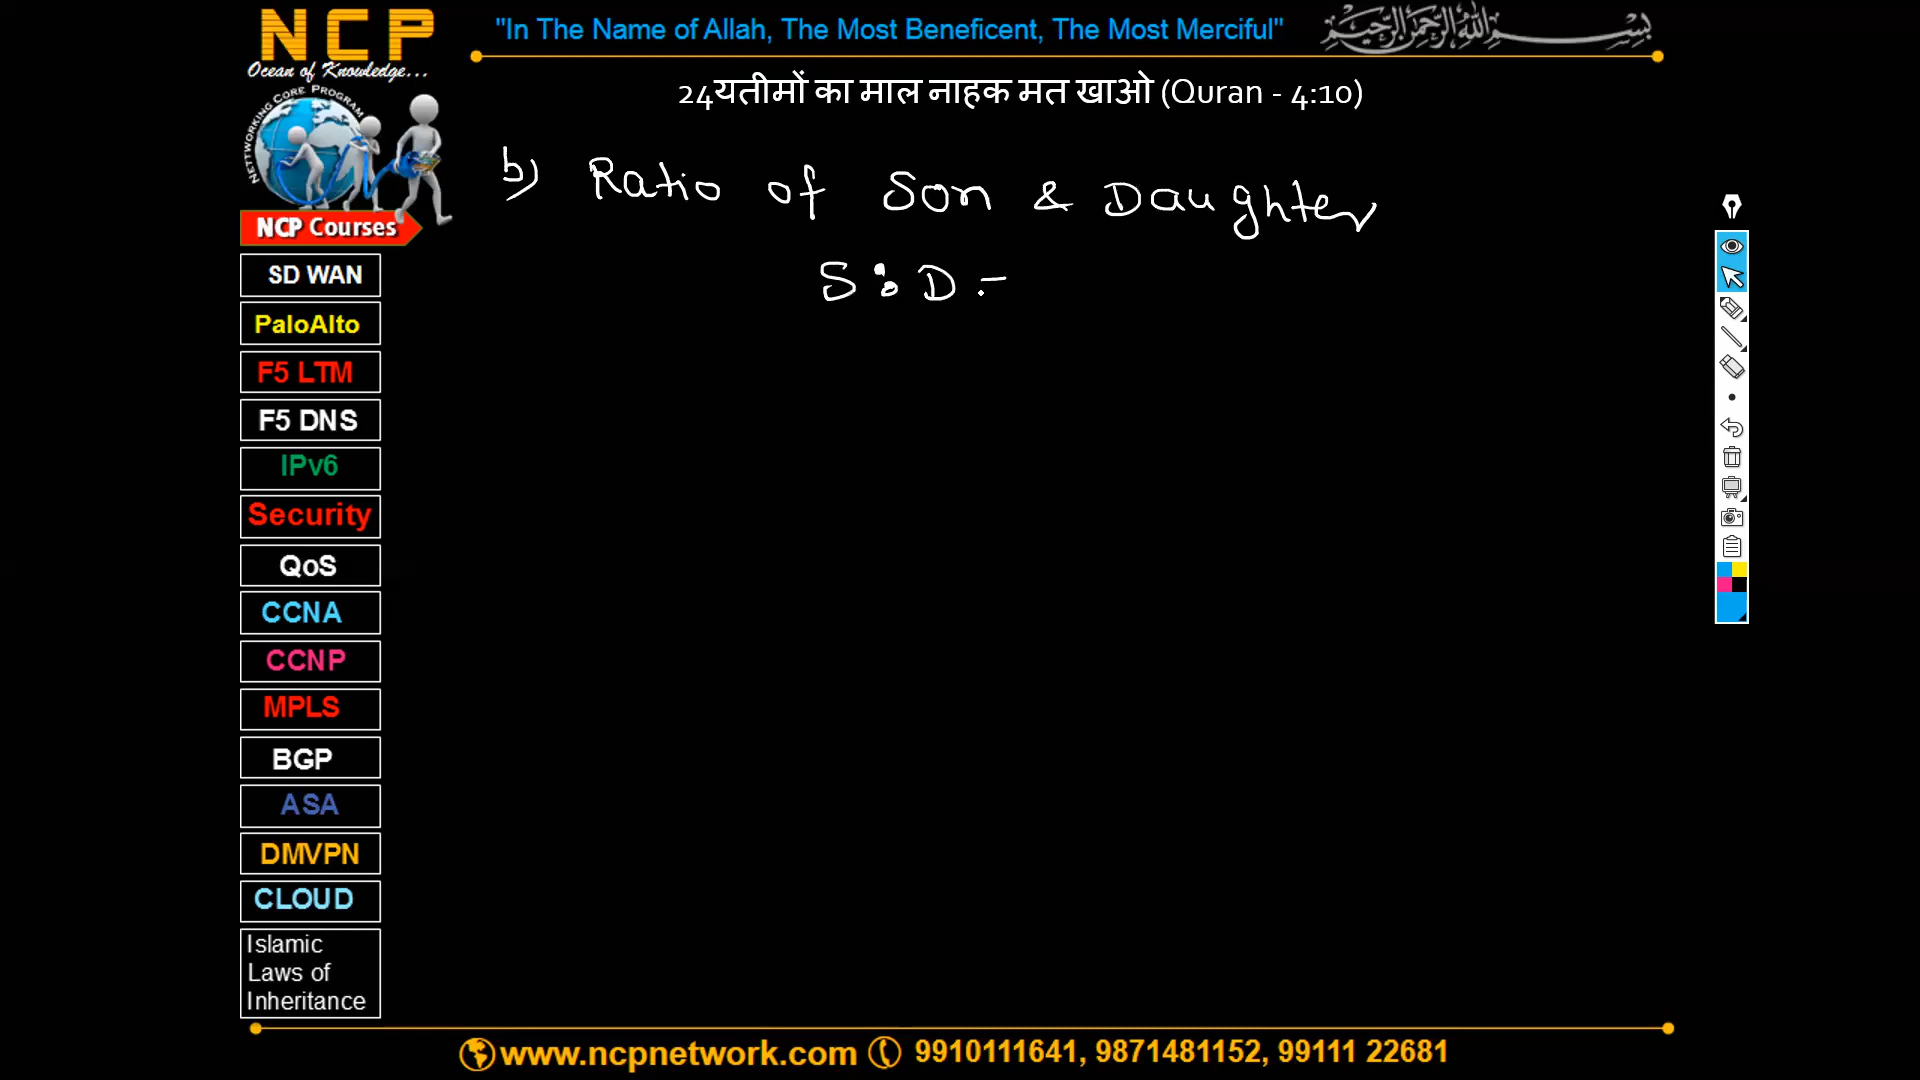 NCP
Ocean of Knowledge...
NETTWORKING CORE PROGRAM
"In The Name of Allah, The Most Beneficent, The Most Merciful"
بسم الله الرحمن الرحيم
24यतीमों का माल नाहक मत खाओ (Quran - 4:10)
b) Ratio of Son & Daughter
S : D :-
NCP Courses
SD WAN
PaloAlto
F5 LTM
F5 DNS
IPv6
Security
QoS
CCNA
CCNP
MPLS
BGP
ASA
DMVPN
CLOUD
Islamic
Laws of
Inheritance
www.ncpnetwork.com 9910111641, 9871481152, 99111 22681